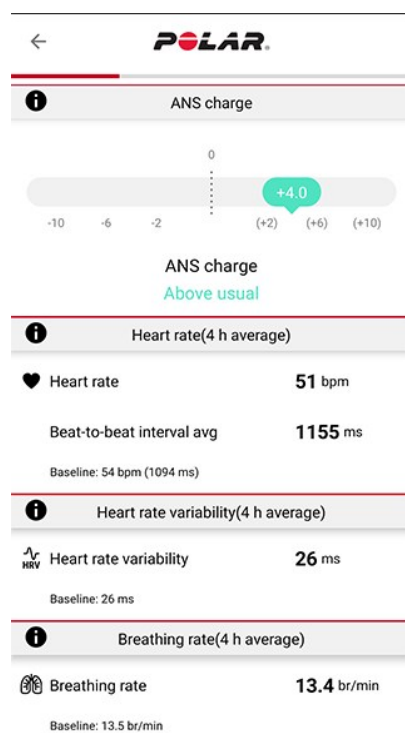 POLAR.
ANS charge
0
+4.0
-10 -6 -2 (+2) (+6) (+10)
ANS charge
Above usual
Heart rate(4 h average)
Heart rate 51 bpm
Beat-to-beat interval avg 1155 ms
Baseline: 54 bpm (1094 ms)
Heart rate variability(4 h average)
HRV Heart rate variability 26 ms
Baseline: 26 ms
Breathing rate(4 h average)
Breathing rate 13.4 br/min
Baseline: 13.5 br/min